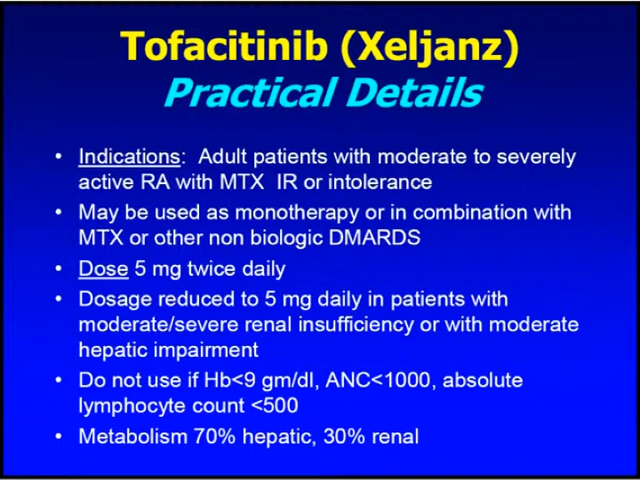 Tofacitinib (Xeljanz)
Practical Details
• Indications: Adult patients with moderate to severely
active RA with MTX IR or intolerance
• May be used as monotherapy or in combination with
MTX or other non biologic DMARDS
• Dose 5 mg twice daily
• Dosage reduced to 5 mg daily in patients with
moderate/severe renal insufficiency or with moderate
hepatic impairment
• Do not use if Hb<9 gm/dl, ANC<1000, absolute
lymphocyte count <500
• Metabolism 70% hepatic, 30% renal